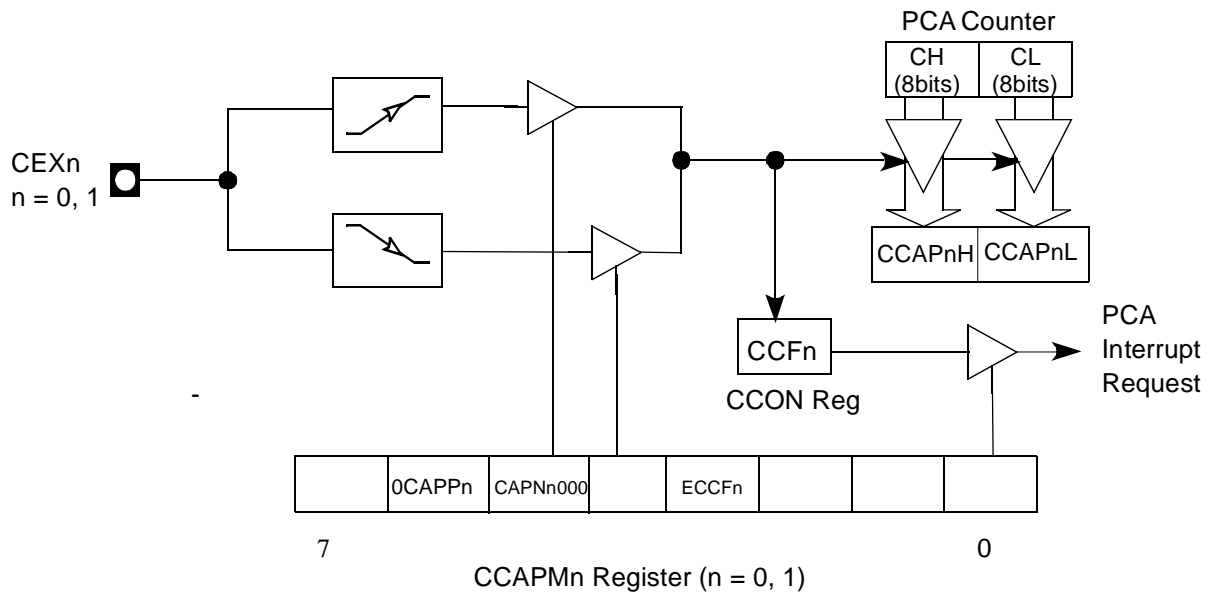 PCA Counter
CH
(8bits)
CL
(8bits)
CEXn
n = 0, 1
CCAPnH
CCAPnL
CCFn
CCON Reg
PCA
Interrupt
Request
-
0CAPPn
CAPNn000
ECCFn
7
0
CCAPMn Register (n = 0, 1)